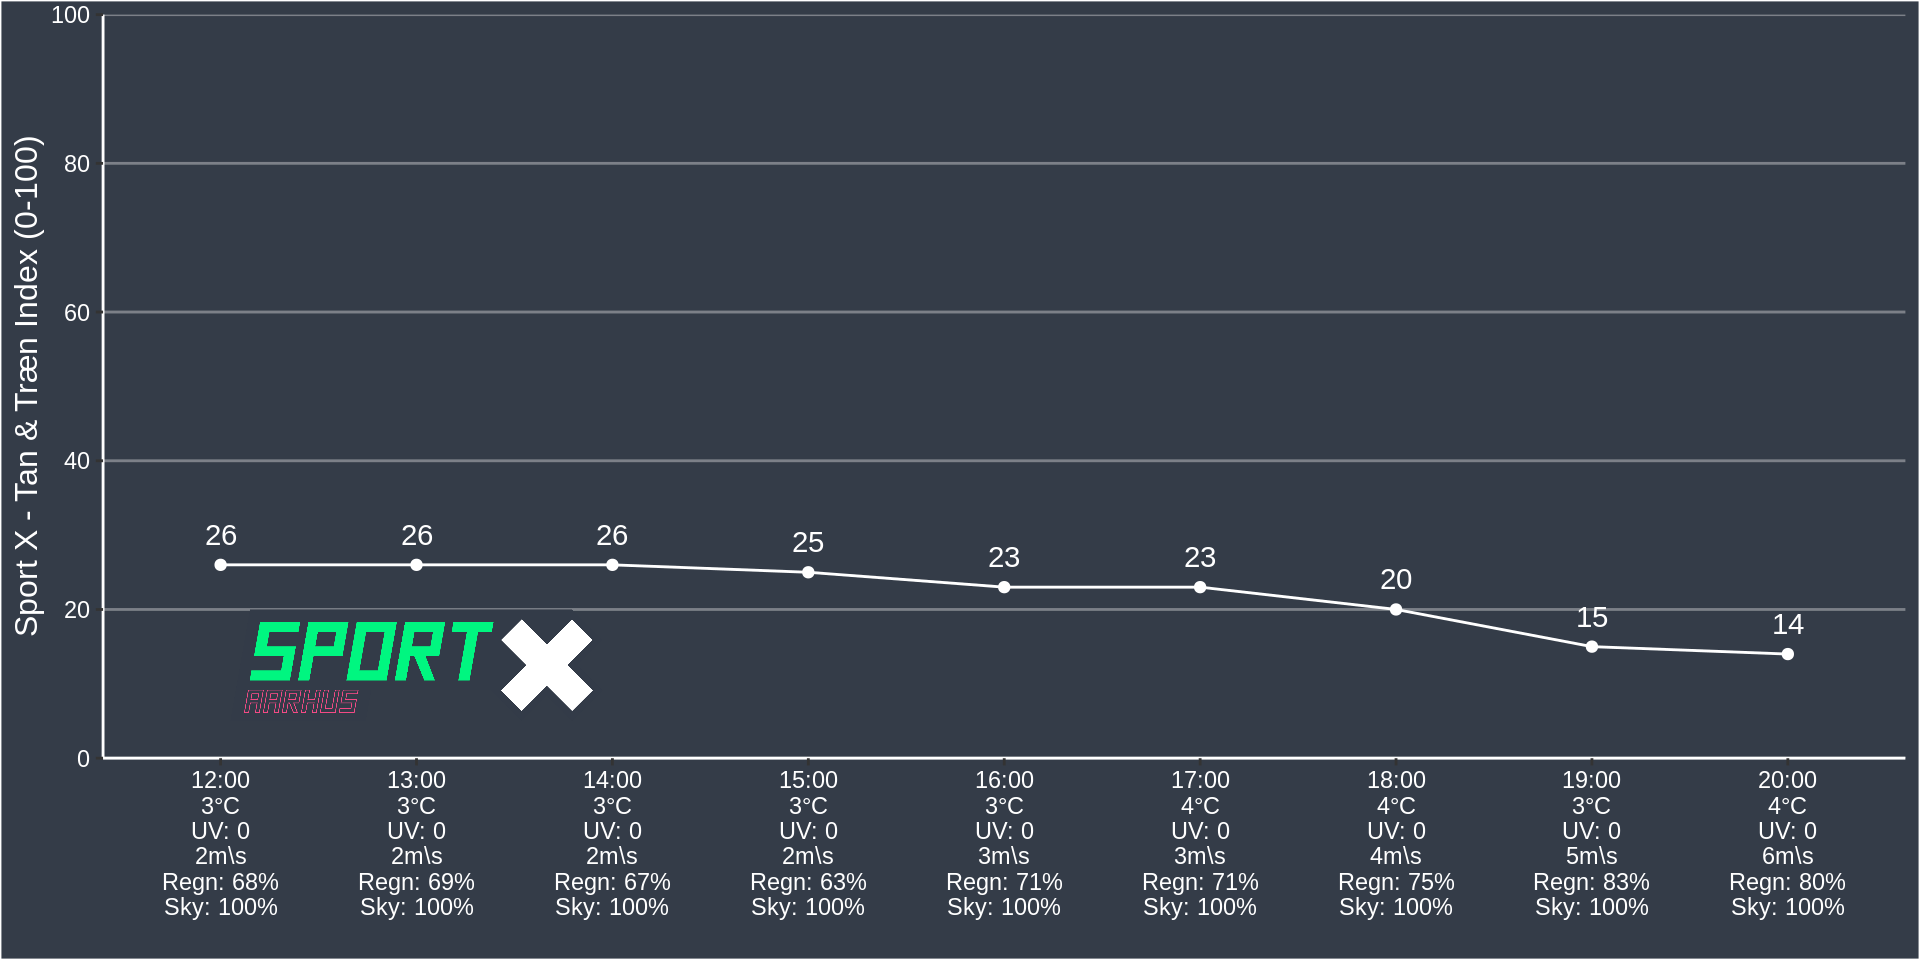 Sport X - Tan & Træn Index (0-100)
100
80
60
40
20
0
26 26 26 25 23 23 20 15 14
SPORT X
AARHUS
12:00 13:00 14:00 15:00 16:00 17:00 18:00 19:00 20:00
3°C 3°C 3°C 3°C 3°C 4°C 4°C 3°C 4°C
UV: 0 UV: 0 UV: 0 UV: 0 UV: 0 UV: 0 UV: 0 UV: 0 UV: 0
2m\s 2m\s 2m\s 2m\s 3m\s 3m\s 4m\s 5m\s 6m\s
Regn: 68% Regn: 69% Regn: 67% Regn: 63% Regn: 71% Regn: 71% Regn: 75% Regn: 83% Regn: 80%
Sky: 100% Sky: 100% Sky: 100% Sky: 100% Sky: 100% Sky: 100% Sky: 100% Sky: 100% Sky: 100%